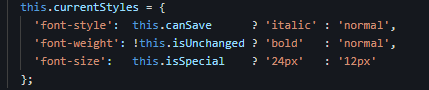 this.currentStyles = {
  'font-style':  this.canSave      ? 'italic' : 'normal',
  'font-weight': !this.isUnchanged ? 'bold'   : 'normal',
  'font-size':   this.isSpecial    ? '24px'   : '12px'
};